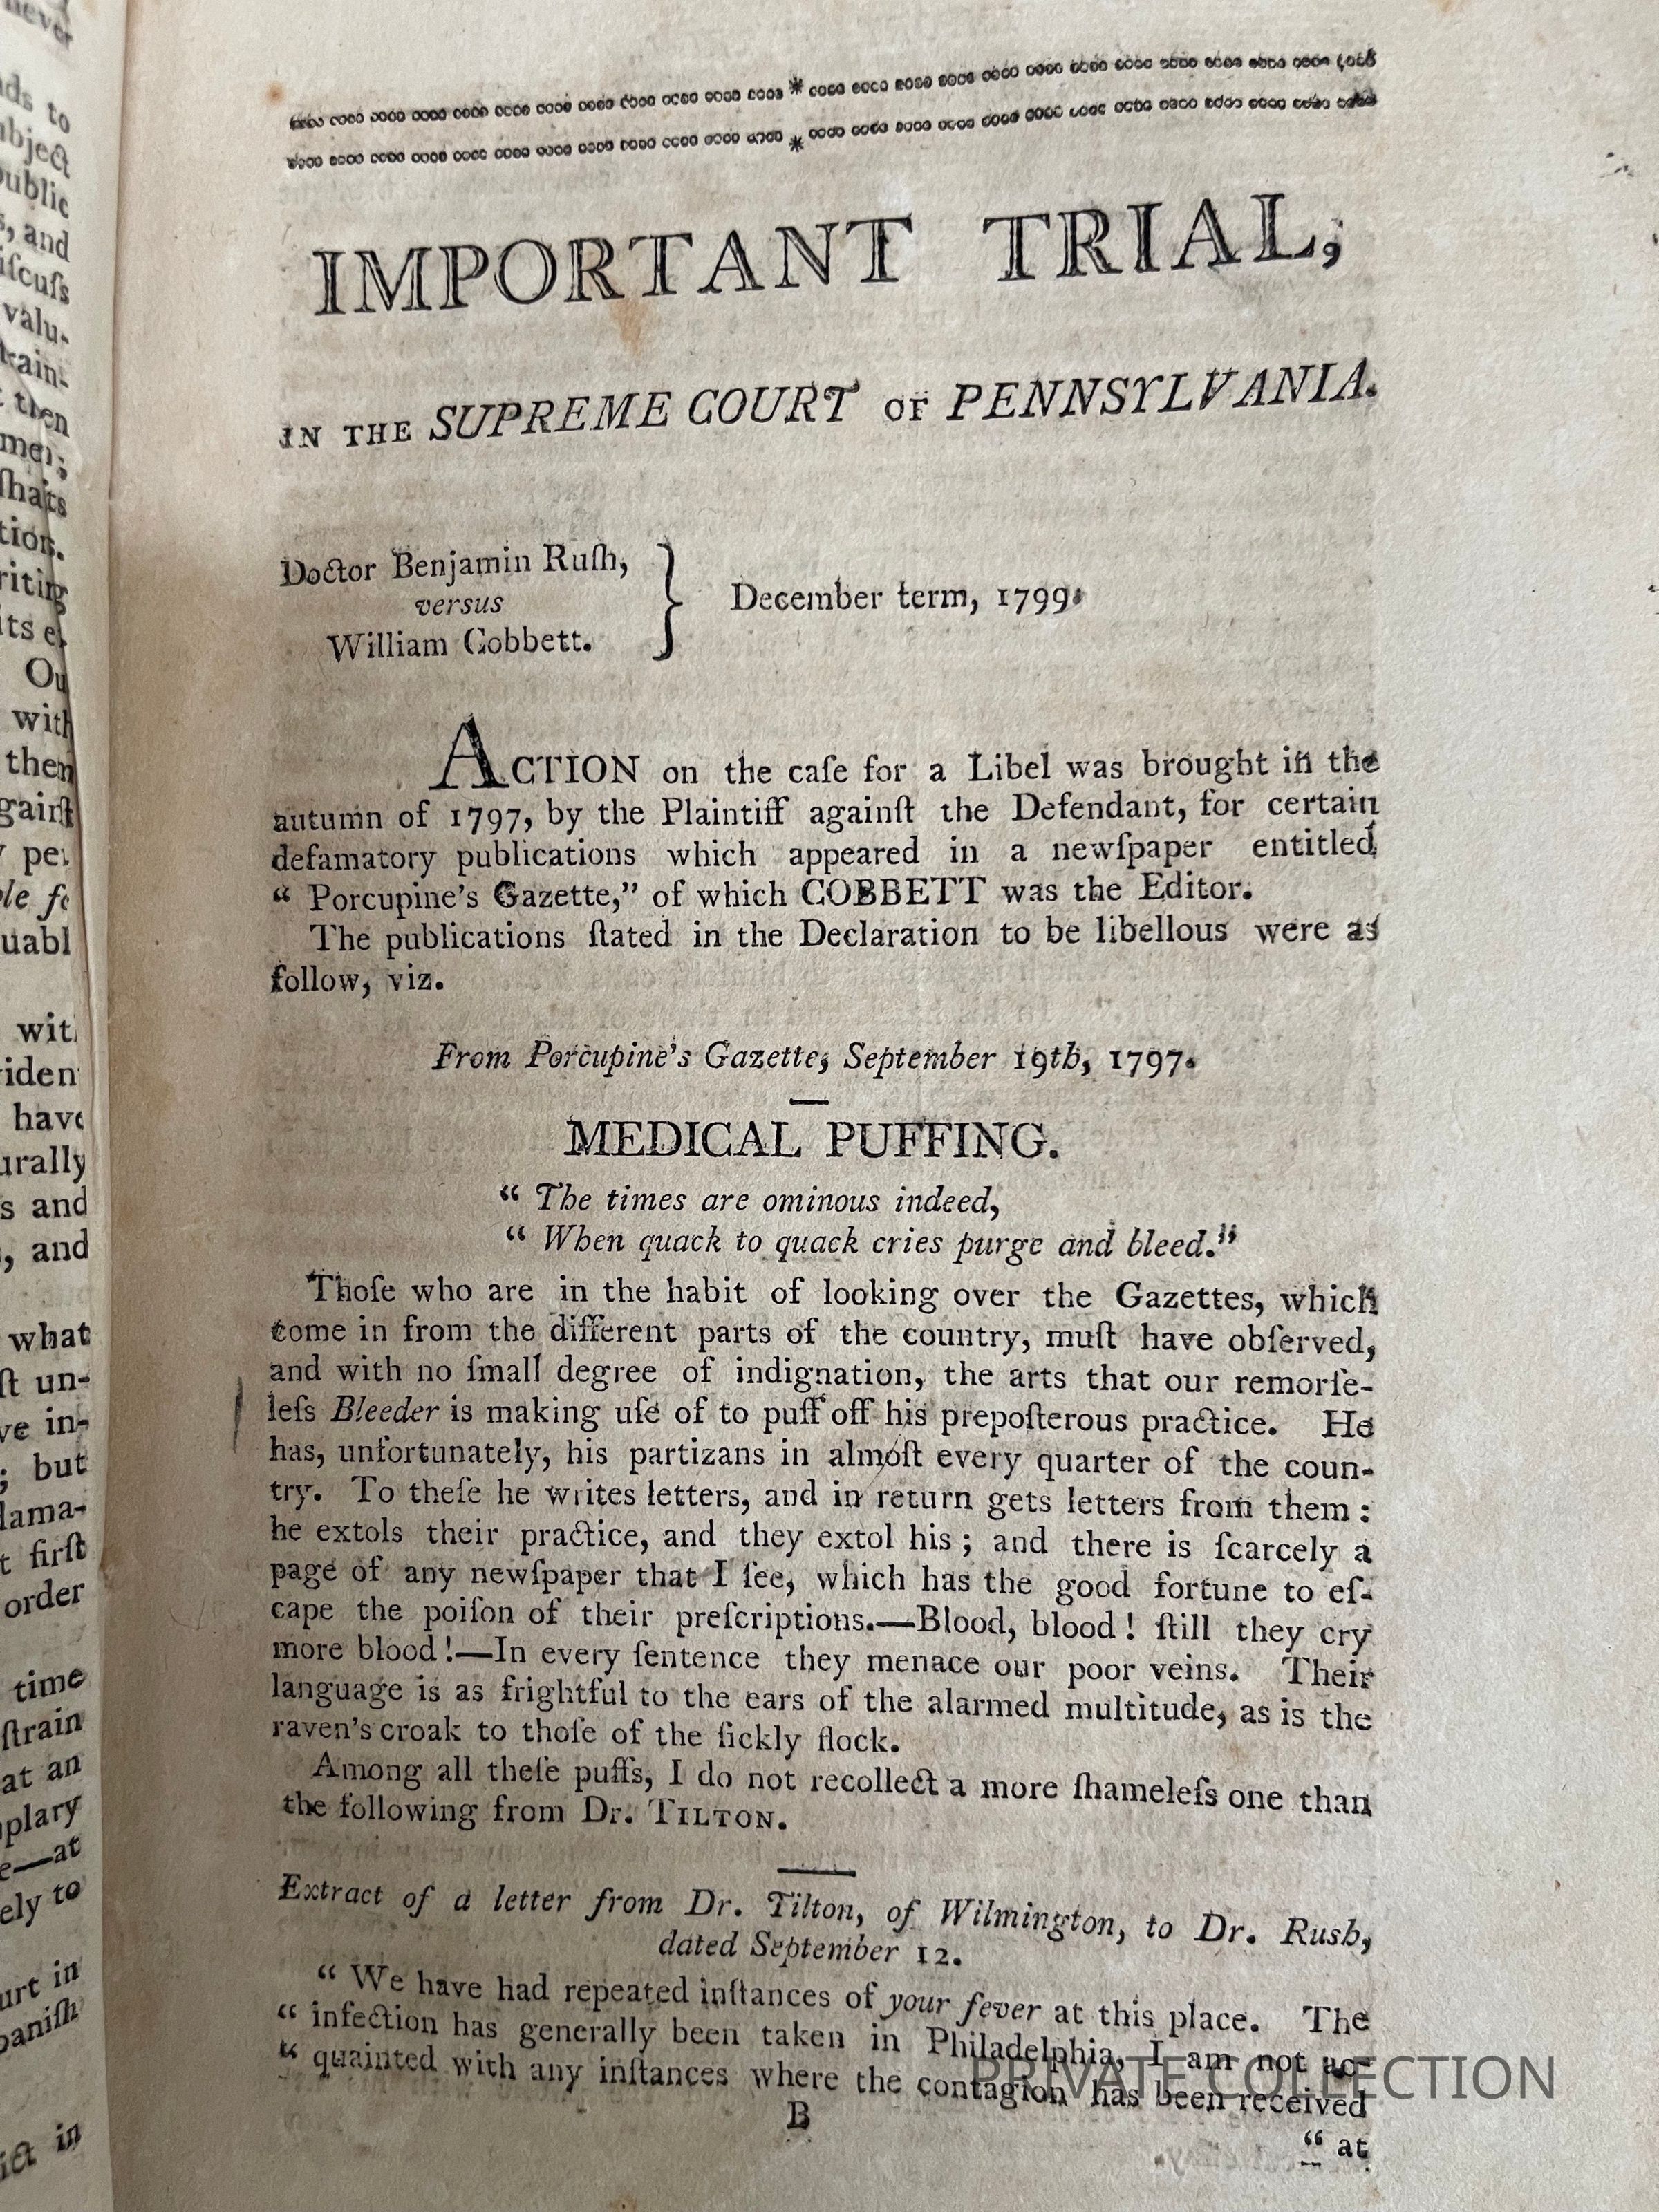 IMPORTANT TRIAL,
IN THE SUPREME COURT OF PENNSYLVANIA.
Doctor Benjamin Ruſh,
versus
William Cobbett.
} December term, 1799.
ACTION on the caſe for a Libel was brought in the
autumn of 1797, by the Plaintiff againſt the Defendant, for certain
defamatory publications which appeared in a newſpaper entitled
“ Porcupine's Gazette,” of which COBBETT was the Editor.
The publications ſtated in the Declaration to be libellous were as
follow, viz.
From Porcupine's Gazette, September 19th, 1797.
MEDICAL PUFFING.
“ The times are ominous indeed,
“ When quack to quack cries purge and bleed.”
Thoſe who are in the habit of looking over the Gazettes, which
come in from the different parts of the country, muſt have obſerved,
and with no ſmall degree of indignation, the arts that our remorſe-
leſs Bleeder is making uſe of to puff off his prepoſterous practice. He
has, unfortunately, his partizans in almoſt every quarter of the coun-
try. To theſe he writes letters, and in return gets letters from them :
he extols their practice, and they extol his ; and there is ſcarcely a
page of any newſpaper that I ſee, which has the good fortune to eſ-
cape the poiſon of their preſcriptions.—Blood, blood ! ſtill they cry
more blood !—In every ſentence they menace our poor veins. Their
language is as frightful to the ears of the alarmed multitude, as is the
raven's croak to thoſe of the ſickly flock.
Among all theſe puffs, I do not recollect a more ſhameleſs one than
the following from Dr. TILTON.
Extract of a letter from Dr. Tilton, of Wilmington, to Dr. Rush,
dated September 12.
“ We have had repeated inſtances of your fever at this place. The
“ infection has generally been taken in Philadelphia, I am not ac-
“ quainted with any inſtances where the contagion has been received
B
“ at
PRIVATE COLLECTION